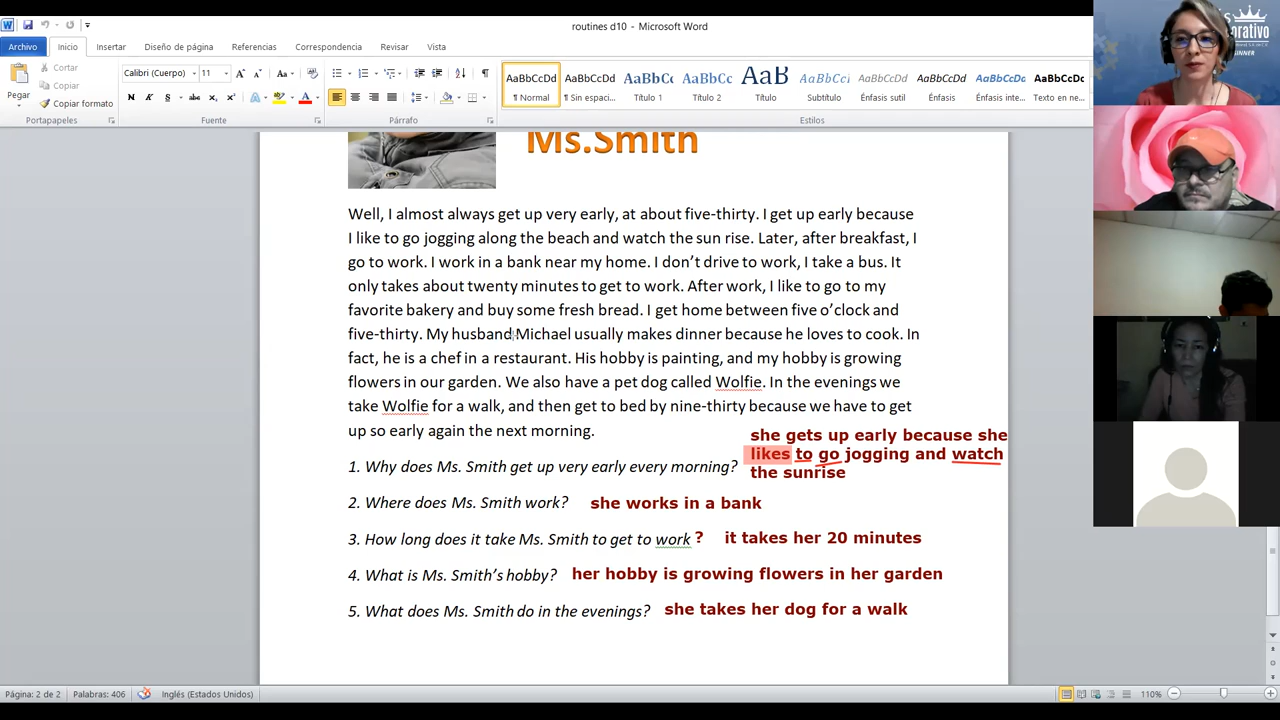 routines d10 - Microsoft Word
Archivo Inicio Insertar Diseño de página Referencias Correspondencia Revisar Vista
Pegar
Cortar
Copiar
Copiar formato
Portapapeles
Calibri (Cuerpo) 11
Fuente
Párrafo
AaBbCcDd AaBbCcDd AaBbC AaBbCc AaB AaBbCcI AaBbCcDd AaBbCcDd AaBbCcDd AaBbCcDc
¶ Normal ¶ Sin espaci... Título 1 Título 2 Título Subtítulo Énfasis sutil Énfasis Énfasis inte... Texto en ne...
Estilos
Ms.Smith
Well, I almost always get up very early, at about five-thirty. I get up early because
I like to go jogging along the beach and watch the sun rise. Later, after breakfast, I
go to work. I work in a bank near my home. I don’t drive to work, I take a bus. It
only takes about twenty minutes to get to work. After work, I like to go to my
favorite bakery and buy some fresh bread. I get home between five o’clock and
five-thirty. My husband Michael usually makes dinner because he loves to cook. In
fact, he is a chef in a restaurant. His hobby is painting, and my hobby is growing
flowers in our garden. We also have a pet dog called Wolfie. In the evenings we
take Wolfie for a walk, and then get to bed by nine-thirty because we have to get
up so early again the next morning.
1. Why does Ms. Smith get up very early every morning?
she gets up early because she
likes to go jogging and watch
the sunrise
2. Where does Ms. Smith work? she works in a bank
3. How long does it take Ms. Smith to get to work ? it takes her 20 minutes
4. What is Ms. Smith’s hobby? her hobby is growing flowers in her garden
5. What does Ms. Smith do in the evenings? she takes her dog for a walk
Página: 2 de 2 Palabras: 406 Inglés (Estados Unidos) 110%